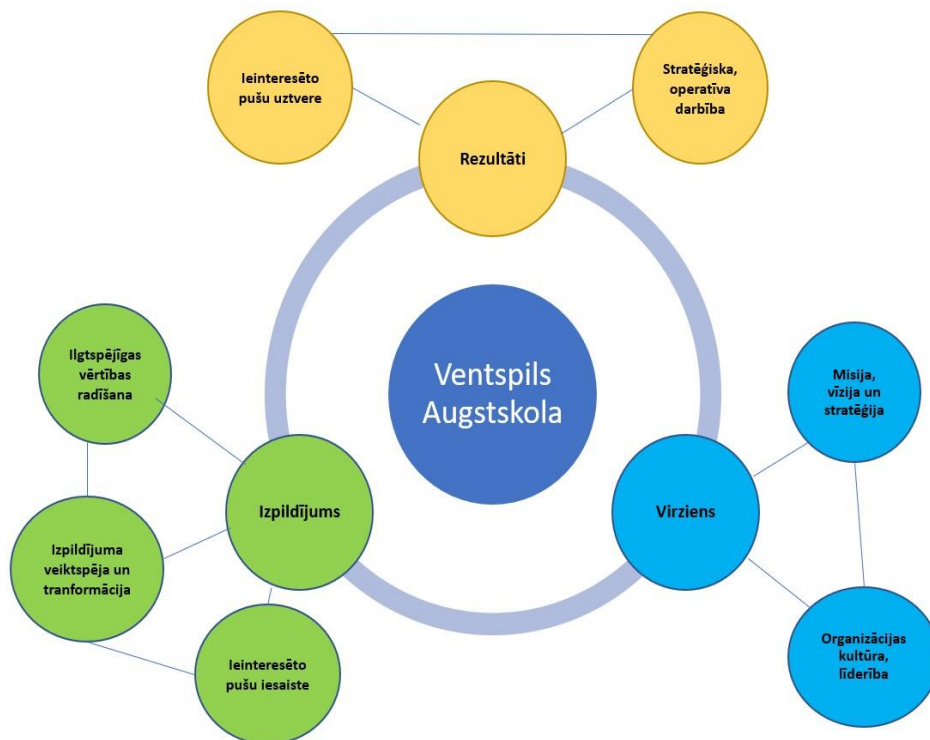 Ieinteresēto
pušu uztvere
Stratēģiska,
operatīva
darbība
Rezultāti
Ventspils
Augstskola
Ilgtspējīgas
vērtības
radīšana
Izpildījums
Izpildījuma
veiktspēja un
tranformācija
Ieinteresēto
pušu iesaiste
Misija,
vīzija un
stratēģija
Virziens
Organizācijas
kultūra,
līderība